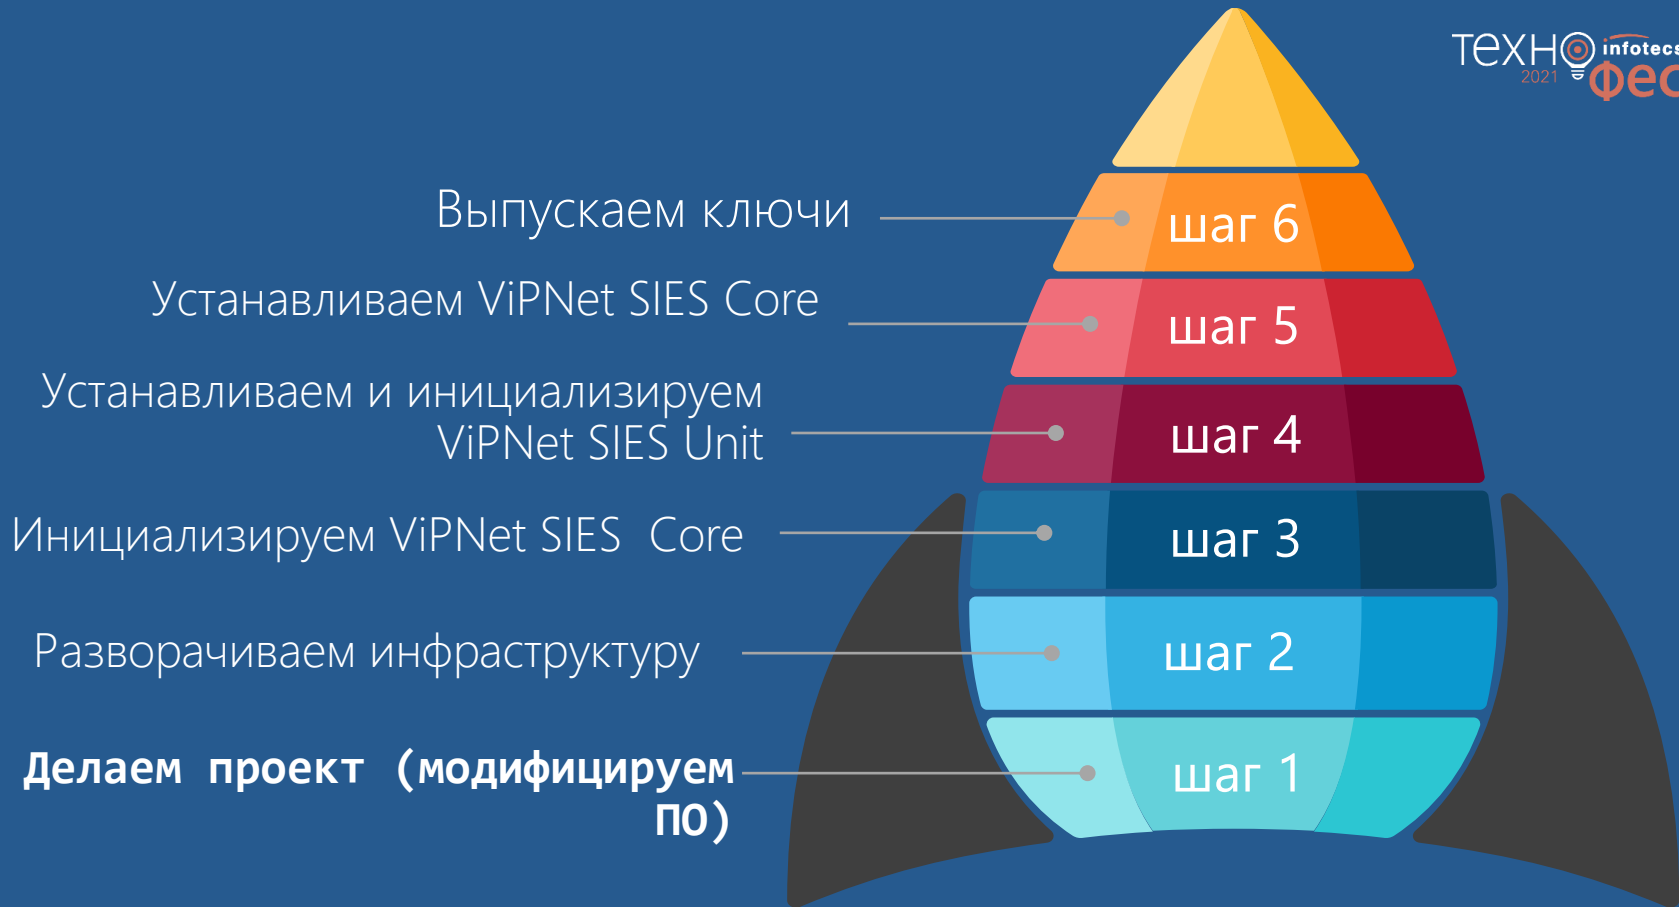 техн
infotecs
2021
фес
Выпускаем ключи
шаг 6
Устанавливаем ViPNet SIES Core
шаг 5
Устанавливаем и инициализируем
ViPNet SIES Unit
шаг 4
Инициализируем ViPNet SIES Core
шаг 3
Разворачиваем инфраструктуру
шаг 2
Делаем проект (модифицируем
ПО)
шаг 1